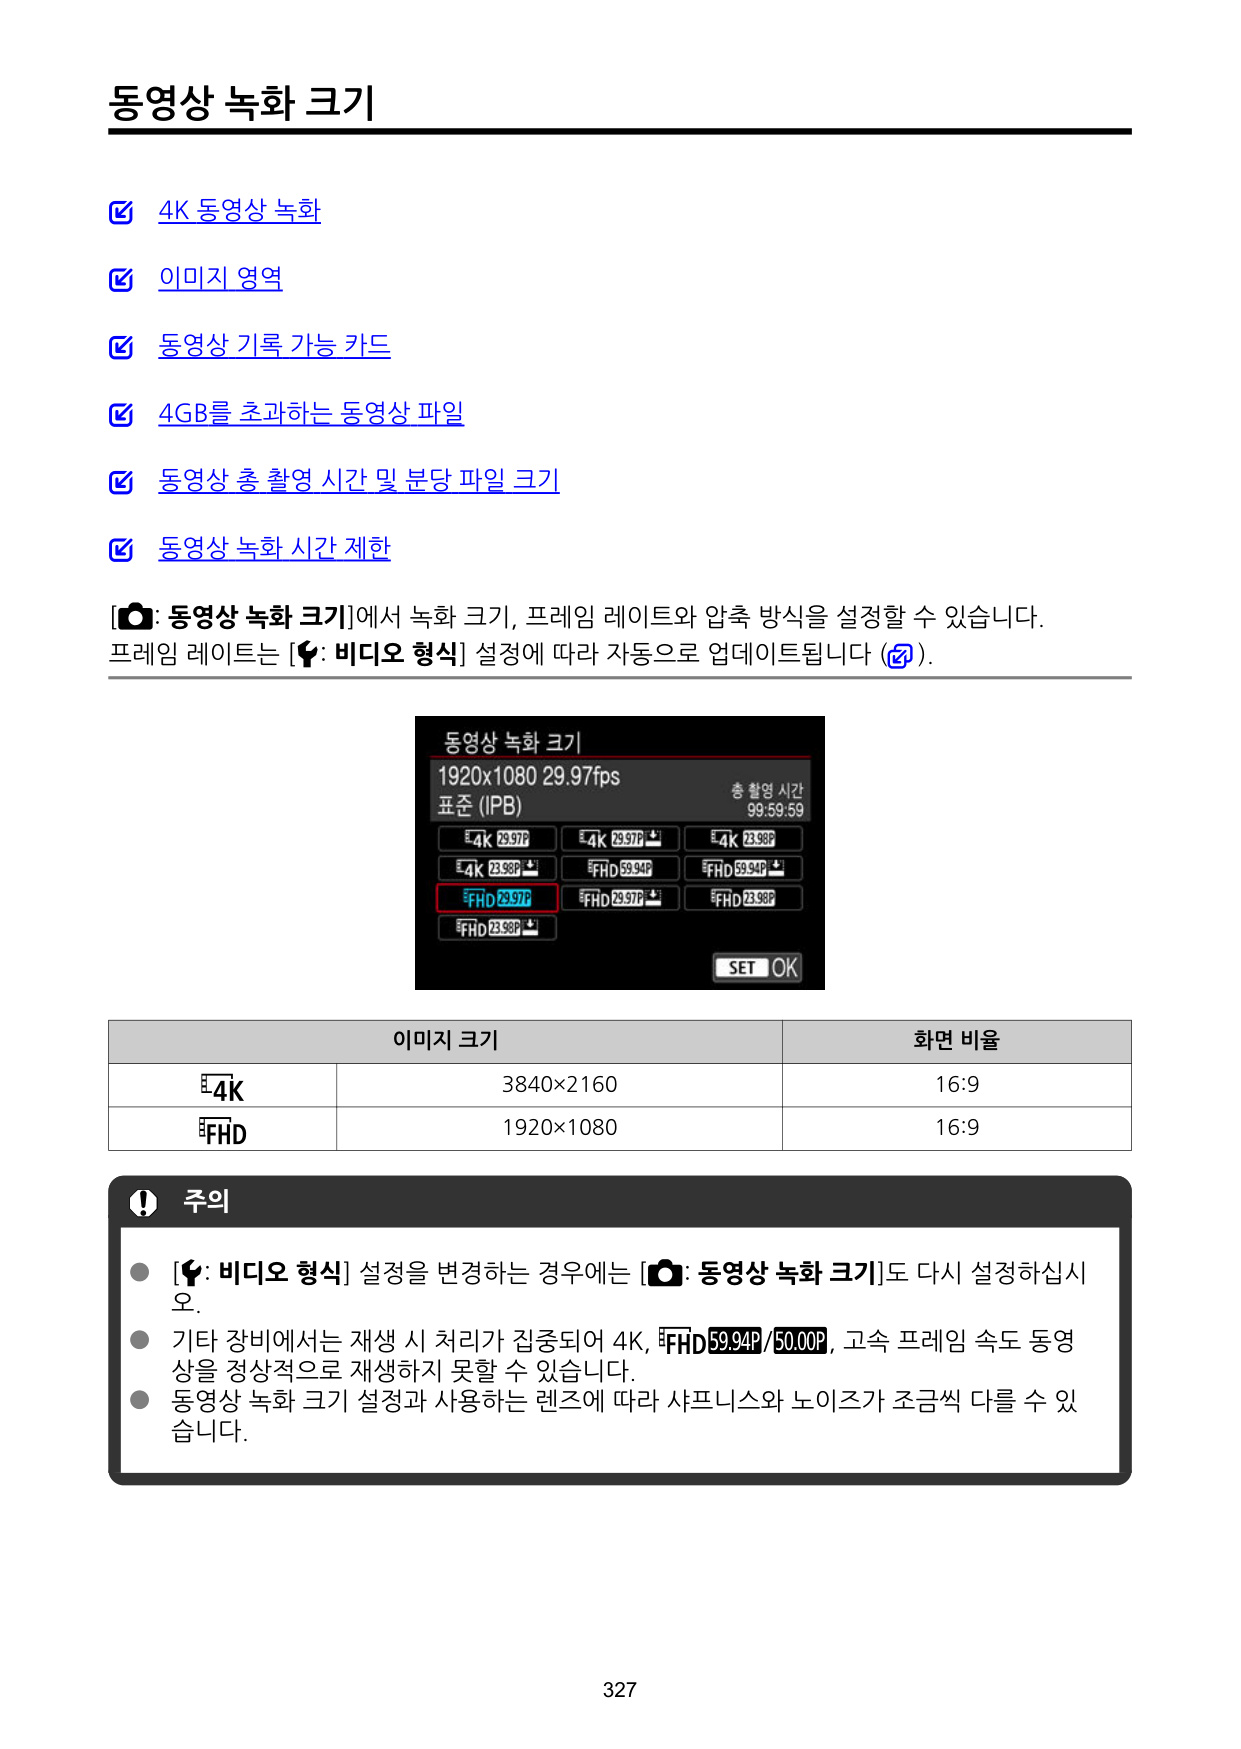 동영상 녹화 크기
4K 동영상 녹화
이미지 영역
동영상 기록 가능 카드
4GB를 초과하는 동영상 파일
동영상 총 촬영 시간 및 분당 파일 크기
동영상 녹화 시간 제한
[: 동영상 녹화 크기]에서 녹화 크기, 프레임 레이트와 압축 방식을 설정할 수 있습니다.
프레임 레이트는 [: 비디오 형식] 설정에 따라 자동으로 업데이트됩니다 ().
동영상 녹화 크기
1920x1080 29.97fps
표준 (IPB)
총 촬영 시간
99:59:59
4K 29.97P 4K 29.97P 4K 23.98P
4K 23.98P FHD 59.94P FHD 59.94P
FHD 29.97P FHD 29.97P FHD 23.98P
FHD 23.98P
SET OK
이미지 크기 화면 비율
4K 3840×2160 16:9
FHD 1920×1080 16:9
주의
[: 비디오 형식] 설정을 변경하는 경우에는 [: 동영상 녹화 크기]도 다시 설정하십시
오.
기타 장비에서는 재생 시 처리가 집중되어 4K, FHD 59.94P/50.00P, 고속 프레임 속도 동영
상을 정상적으로 재생하지 못할 수 있습니다.
동영상 녹화 크기 설정과 사용하는 렌즈에 따라 샤프니스와 노이즈가 조금씩 다를 수 있
습니다.
327